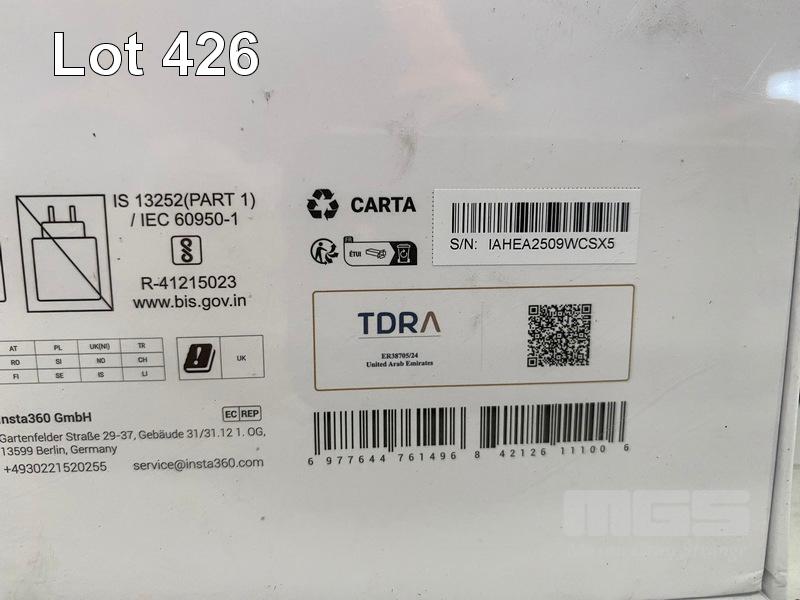 Lot 426
IS 13252(PART 1)
/ IEC 60950-1
R-41215023
www.bis.gov.in
CARTA
FR
ÉTUI
S/N: IAHEA2509WCSX5
TDRA
ER38705/24
United Arab Emirates
AT PL UK(NI) TR
RO SI NO CH
FI SE IS LI
UK
Insta360 GmbH
EC REP
Gartenfelder Straße 29-37, Gebäude 31/31.12 1. OG,
13599 Berlin, Germany
+4930221520255 service@insta360.com
6 977644 761496
8 42126 11100 6
MGS